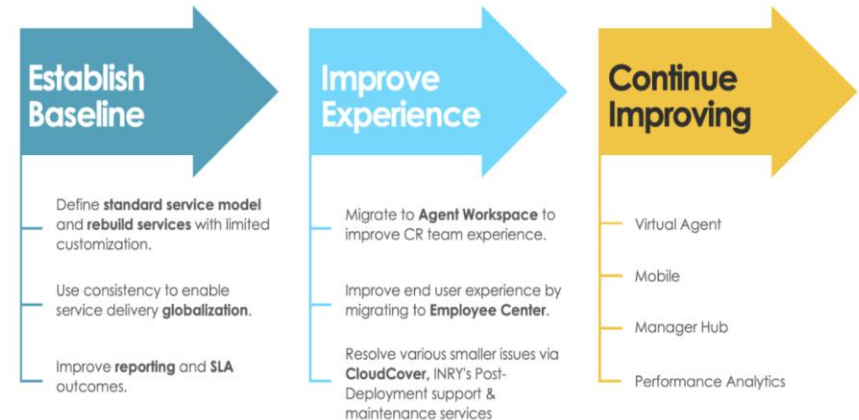 Establish
Baseline
Define standard service model
and rebuild services with limited
customization.
Use consistency to enable
service delivery globalization.
Improve reporting and SLA
outcomes.
Improve
Experience
Migrate to Agent Workspace to
improve CR team experience.
Improve end user experience by
migrating to Employee Center.
Resolve various smaller issues via
CloudCover, INRY's Post-
Deployment support &
maintenance services
Continue
Improving
Virtual Agent
Mobile
Manager Hub
Performance Analytics